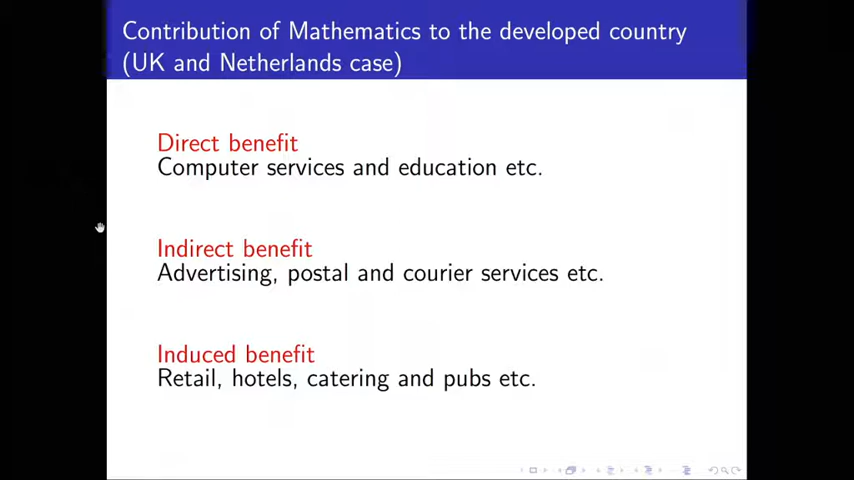 Contribution of Mathematics to the developed country
(UK and Netherlands case)
Direct benefit
Computer services and education etc.
Indirect benefit
Advertising, postal and courier services etc.
Induced benefit
Retail, hotels, catering and pubs etc.